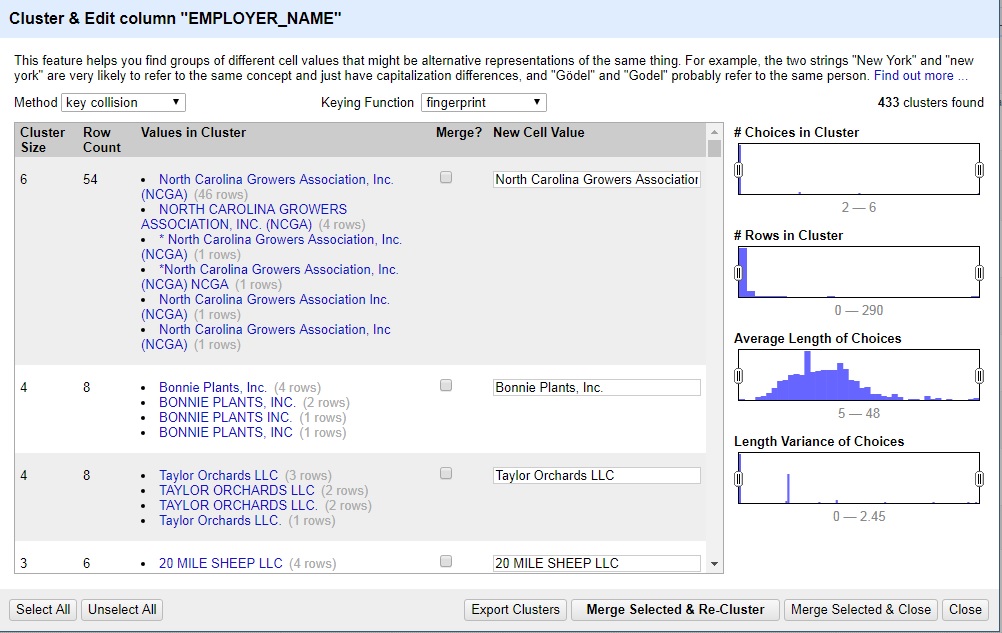 Cluster & Edit column "EMPLOYER_NAME"
This feature helps you find groups of different cell values that might be alternative representations of the same thing. For example, the two strings "New York" and "new
york" are very likely to refer to the same concept and just have capitalization differences, and "Gödel" and "Godel" probably refer to the same person. Find out more ...
Method key collision Keying Function fingerprint 433 clusters found
Cluster Size Row Count Values in Cluster Merge? New Cell Value
6 54 • North Carolina Growers Association, Inc. North Carolina Growers Association
(NCGA) (46 rows)
• NORTH CAROLINA GROWERS
ASSOCIATION, INC. (NCGA) (4 rows)
• * North Carolina Growers Association, Inc.
(NCGA) (1 rows)
• *North Carolina Growers Association, Inc.
(NCGA) NCGA (1 rows)
• North Carolina Growers Association Inc.
(NCGA) (1 rows)
• North Carolina Growers Association, Inc
(NCGA) (1 rows)
4 8 • Bonnie Plants, Inc. (4 rows) Bonnie Plants, Inc.
• BONNIE PLANTS, INC. (2 rows)
• BONNIE PLANTS INC. (1 rows)
• BONNIE PLANTS, INC (1 rows)
4 8 • Taylor Orchards LLC (3 rows) Taylor Orchards LLC
• TAYLOR ORCHARDS LLC (2 rows)
• TAYLOR ORCHARDS LLC. (2 rows)
• Taylor Orchards LLC. (1 rows)
3 6 • 20 MILE SHEEP LLC (4 rows) 20 MILE SHEEP LLC
# Choices in Cluster
2 — 6
# Rows in Cluster
0 — 290
Average Length of Choices
5 — 48
Length Variance of Choices
0 — 2.45
Select All Unselect All Export Clusters Merge Selected & Re-Cluster Merge Selected & Close Close